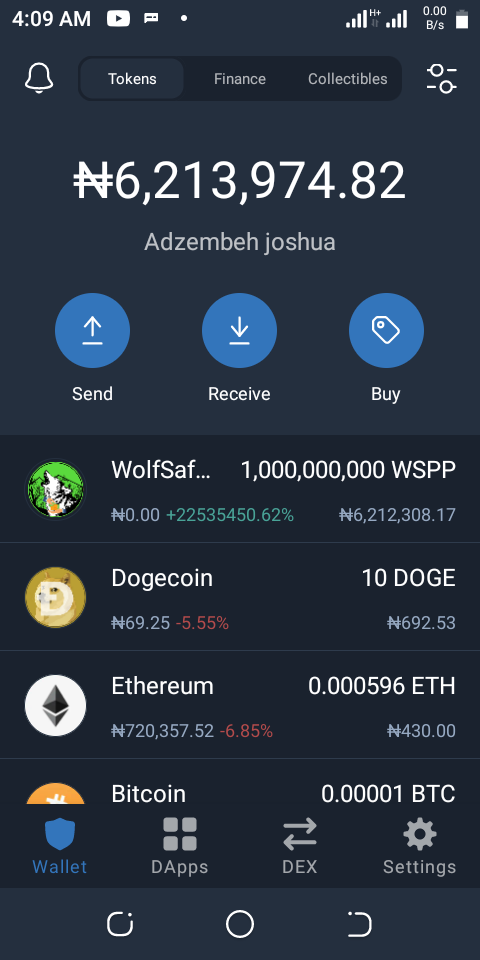 4:09 AM H+ 0.00
B/s
Tokens Finance Collectibles
₦6,213,974.82
Adzembeh joshua
Send Receive Buy
WolfSaf... 1,000,000,000 WSPP
₦0.00 +22535450.62% ₦6,212,308.17
Dogecoin 10 DOGE
₦69.25 -5.55% ₦692.53
Ethereum 0.000596 ETH
₦720,357.52 -6.85% ₦430.00
Bitcoin 0.00001 BTC
Wallet DApps DEX Settings